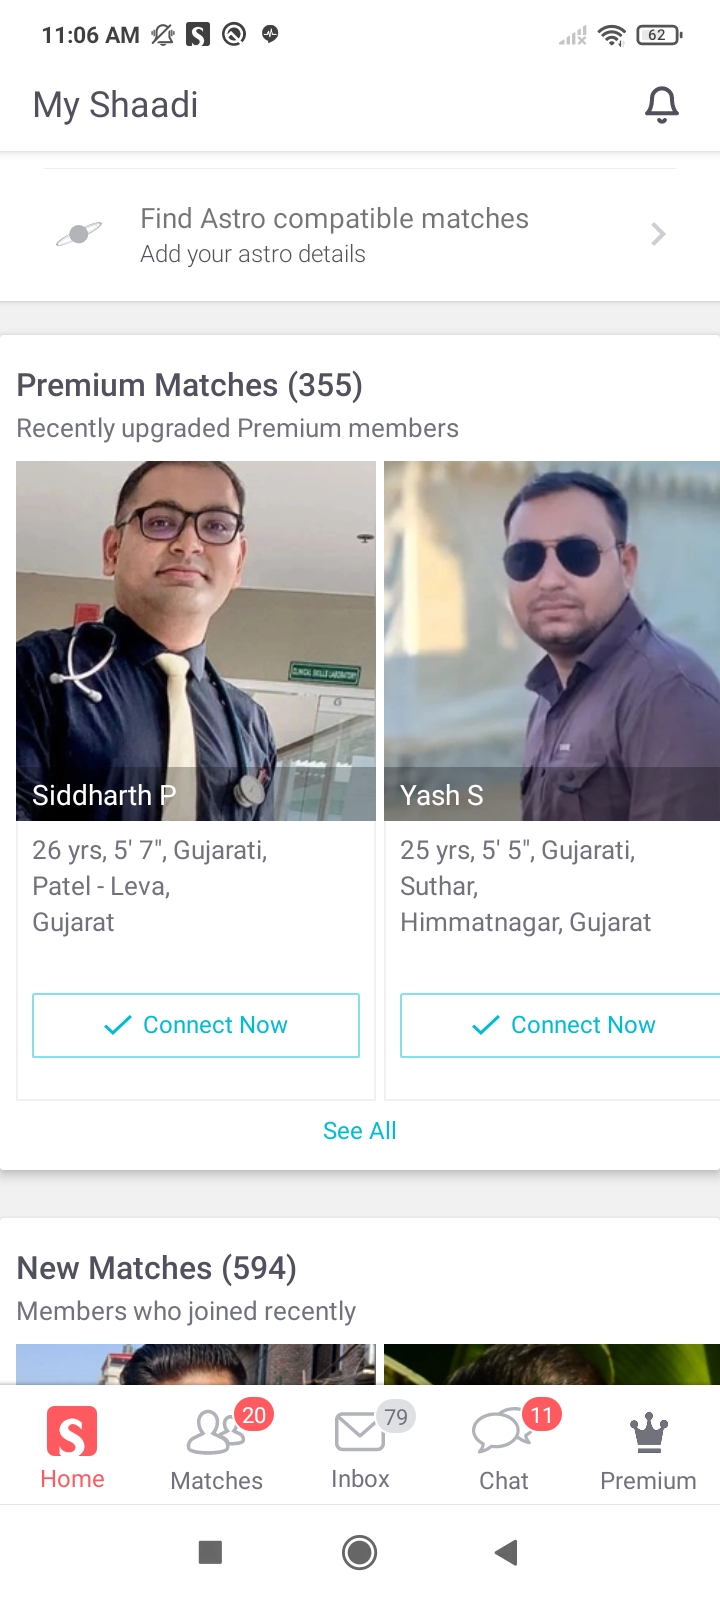 11:06 AM
62
My Shaadi
Find Astro compatible matches
Add your astro details
Premium Matches (355)
Recently upgraded Premium members
CLINICAL SKILLS LABORATORY
Siddharth P
26 yrs, 5' 7", Gujarati,
Patel - Leva,
Gujarat
Connect Now
Yash S
25 yrs, 5' 5", Gujarati,
Suthar,
Himmatnagar, Gujarat
Connect Now
See All
New Matches (594)
Members who joined recently
S
Home
20
Matches
79
Inbox
11
Chat
Premium